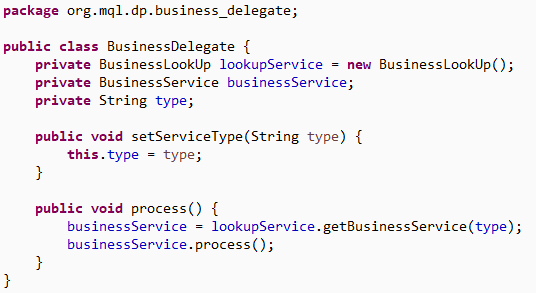 package org.mql.dp.business_delegate;
public class BusinessDelegate {
    private BusinessLookUp lookupService = new BusinessLookUp();
    private BusinessService businessService;
    private String type;
    public void setServiceType(String type) {
        this.type = type;
    }
    public void process() {
        businessService = lookupService.getBusinessService(type);
        businessService.process();
    }
}